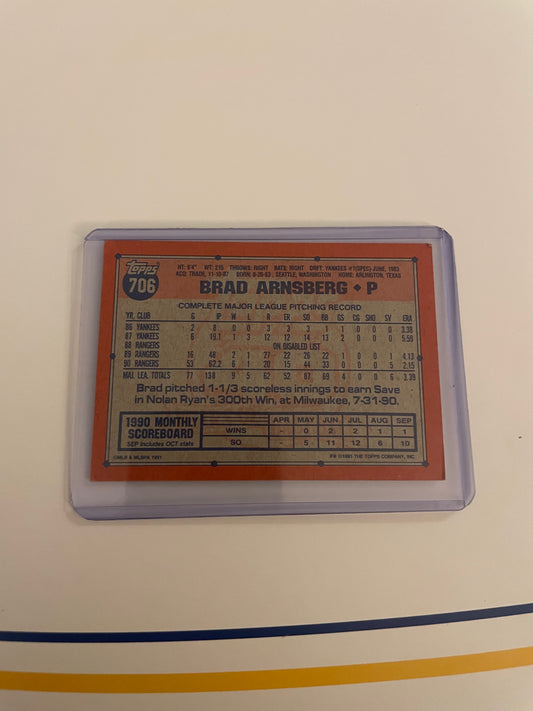 Topps
706
HT: 6'4" WT: 215 THROWS: RIGHT BATS: RIGHT DRFT: YANKEES #1(SPEC) JUNE, 1983
ACQ: TRADE, 11-10-87 BORN: 8-20-63, SEATTLE, WASHINGTON HOME: ARLINGTON, TEXAS
BRAD ARNSBERG ♦ P
COMPLETE MAJOR LEAGUE PITCHING RECORD
YR. CLUB G IP W L R ER SO BB GS CG SHO SV ERA
86 YANKEES 2 8 0 0 3 3 3 1 1 0 0 0 3.38
87 YANKEES 6 19.1 1 3 12 12 14 13 2 0 0 0 5.59
88 RANGERS ON DISABLED LIST
89 RANGERS 16 48 2 1 27 22 26 22 1 0 0 1 4.13
90 RANGERS 53 62.2 6 1 20 15 44 33 0 0 0 5 2.15
MAJ. LEA. TOTALS 77 138 9 5 62 52 87 69 4 0 0 6 3.39
Brad pitched 1-1/3 scoreless innings to earn Save
in Nolan Ryan's 300th Win, at Milwaukee, 7-31-90.
1990 MONTHLY
SCOREBOARD
SEP includes OCT stats
APR MAY JUN JUL AUG SEP
WINS - 0 2 2 1 1
SO - 5 11 12 6 10
©MLB & MLBPA 1991
F# ©1991 THE TOPPS COMPANY, INC.